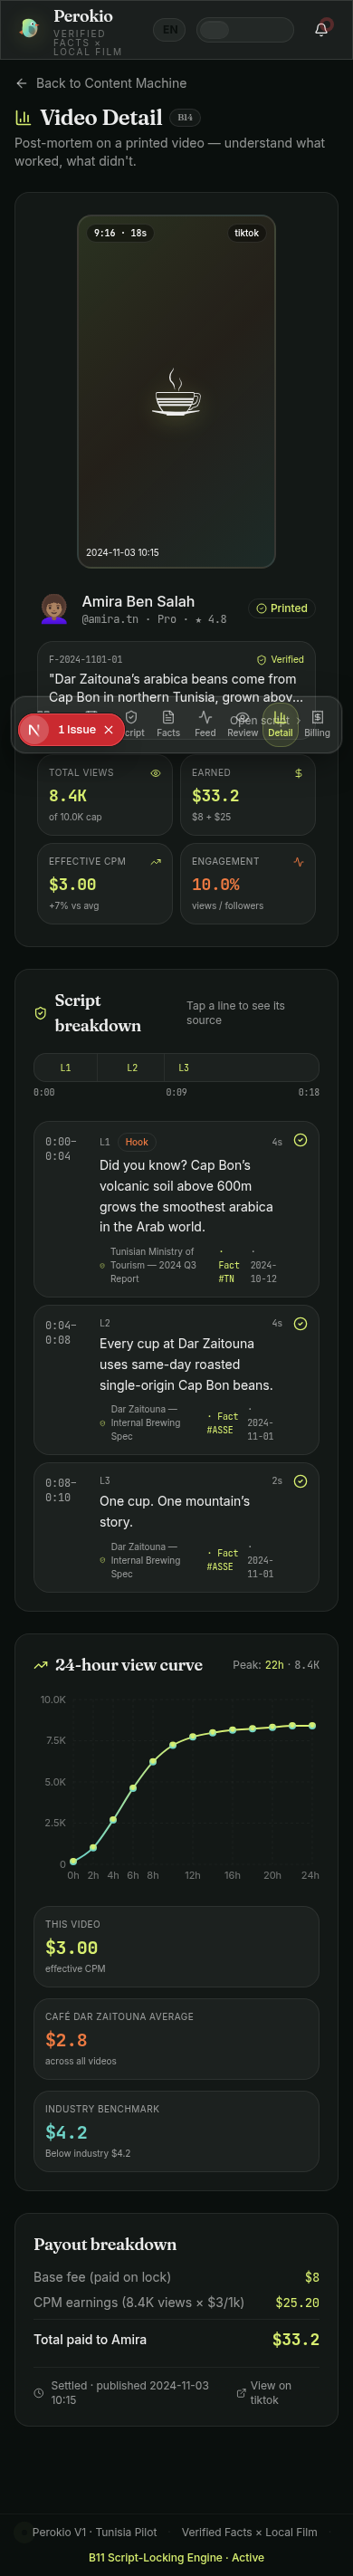 Perokio
VERIFIED
FACTS ×
LOCAL FILM
EN
Back to Content Machine
Video Detail B14
Post-mortem on a printed video — understand what
worked, what didn't.
9:16 · 18s
tiktok
2024-11-03 10:15
Amira Ben Salah
@amira.tn · Pro · ★ 4.8
Printed
F-2024-1101-01
Verified
"Dar Zaitouna's arabica beans come from
Cap Bon in northern Tunisia, grown abov…
Open script
1 Issue
cript
Facts
Feed
Review
Detail
Billing
TOTAL VIEWS
8.4K
of 10.0K cap
EARNED
$33.2
$8 + $25
EFFECTIVE CPM
$3.00
+7% vs avg
ENGAGEMENT
10.0%
views / followers
Script
breakdown
Tap a line to see its
source
L1
L2
L3
0:00
0:09
0:18
0:00–
0:04
L1 Hook
4s
Did you know? Cap Bon’s
volcanic soil above 600m
grows the smoothest arabica
in the Arab world.
Tunisian Ministry of
Tourism — 2024 Q3
Report
·
Fact
#TN
·
2024-
10-12
0:04–
0:08
L2
4s
Every cup at Dar Zaitouna
uses same-day roasted
single-origin Cap Bon beans.
Dar Zaitouna —
Internal Brewing
Spec
· Fact
#ASSE
·
2024-
11-01
0:08–
0:10
L3
2s
One cup. One mountain’s
story.
Dar Zaitouna —
Internal Brewing
Spec
· Fact
#ASSE
·
2024-
11-01
24-hour view curve
Peak: 22h · 8.4K
10.0K
7.5K
5.0K
2.5K
0
0h 2h 4h 6h 8h 12h 16h 20h 24h
THIS VIDEO
$3.00
effective CPM
CAFÉ DAR ZAITOUNA AVERAGE
$2.8
across all videos
INDUSTRY BENCHMARK
$4.2
Below industry $4.2
Payout breakdown
Base fee (paid on lock) $8
CPM earnings (8.4K views × $3/1k) $25.20
Total paid to Amira $33.2
Settled · published 2024-11-03
10:15
View on
tiktok
Perokio V1 · Tunisia Pilot
Verified Facts × Local Film
B11 Script-Locking Engine · Active